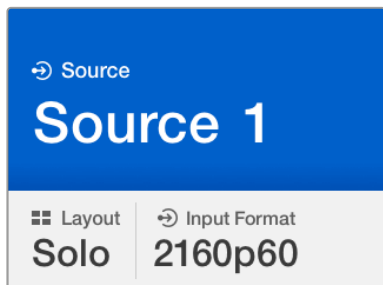 Source
Source 1
Layout
Input Format
Solo
2160p60